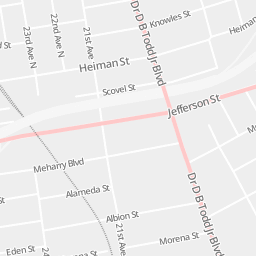 Knowles St
Heiman
22nd Ave N
23rd Ave N
21st Ave
Dr D B Todd Jr Blvd
Heiman St
Scovel St
Jefferson St
Meharry Blvd
Dr D B Todd Jr Blvd
Alameda St
Albion St
21st Ave
Morena St
Eden St